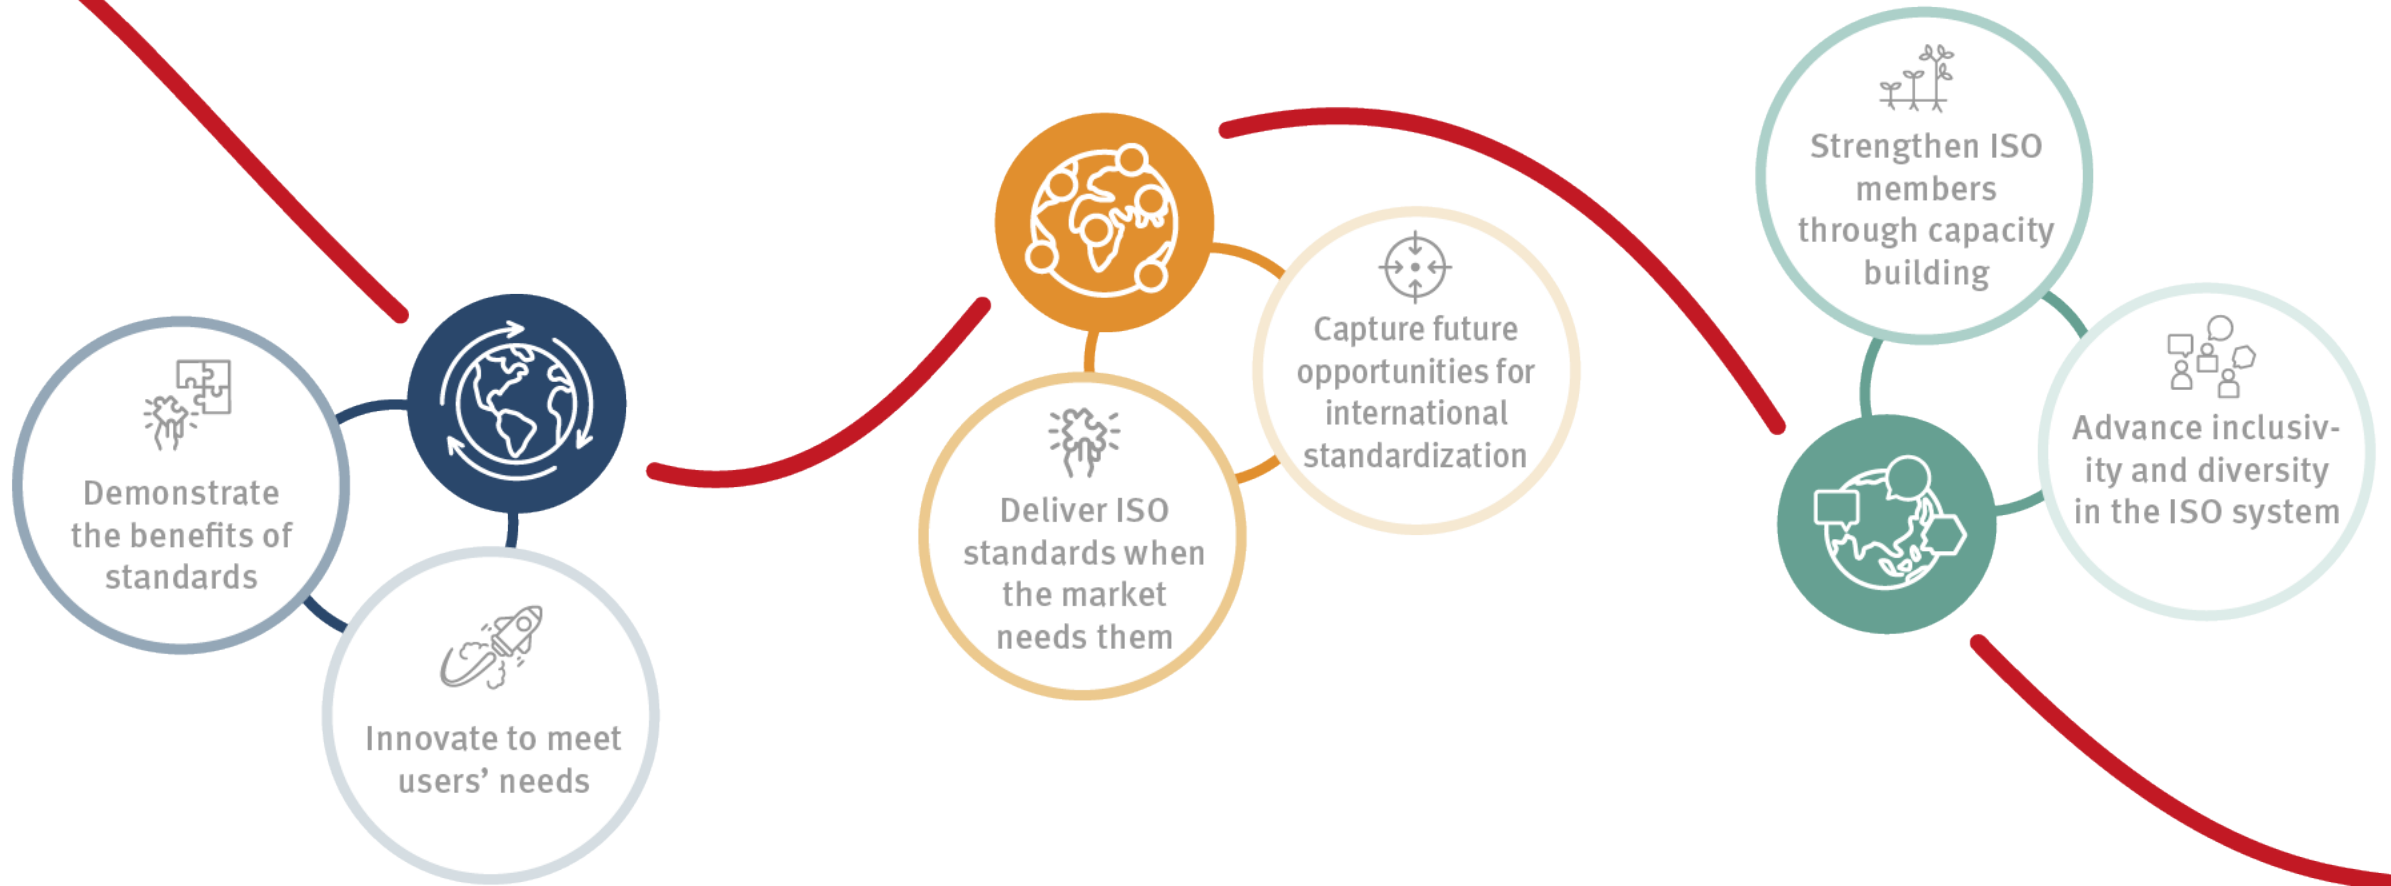 Demonstrate
the benefits of
standards
Innovate to meet
users’ needs
Deliver ISO
standards when
the market
needs them
Capture future
opportunities for
international
standardization
Strengthen ISO
members
through capacity
building
Advance inclusiv-
ity and diversity
in the ISO system